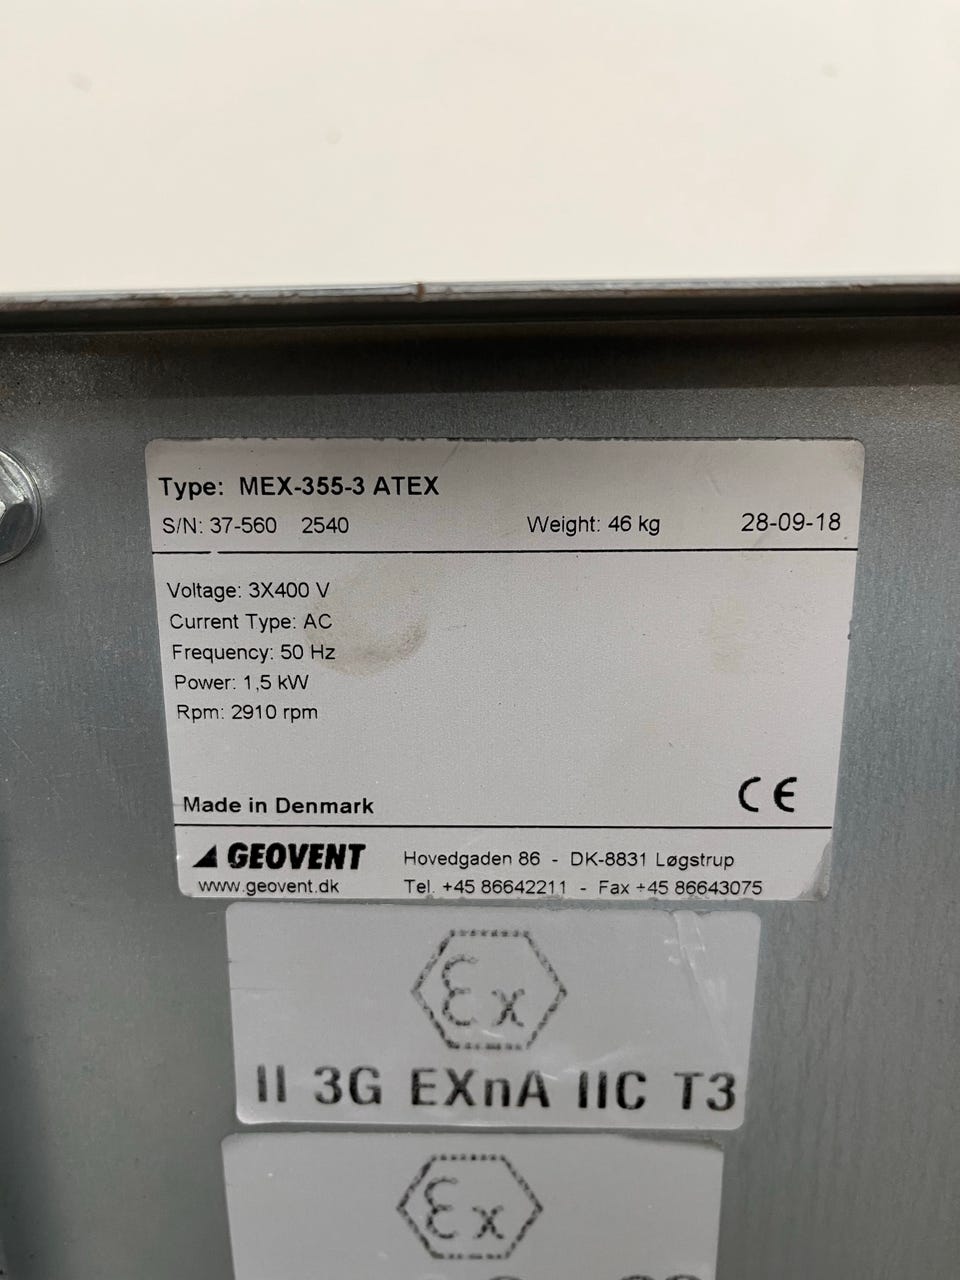 Type: MEX-355-3 ATEX
S/N: 37-560 2540 Weight: 46 kg 28-09-18
Voltage: 3X400 V
Current Type: AC
Frequency: 50 Hz
Power: 1,5 kW
Rpm: 2910 rpm
Made in Denmark CE
GEOVENT Hovedgaden 86 - DK-8831 Løgstrup
www.geovent.dk Tel. +45 86642211 - Fax +45 86643075
Ex
II 3G EXnA IIC T3
Ex